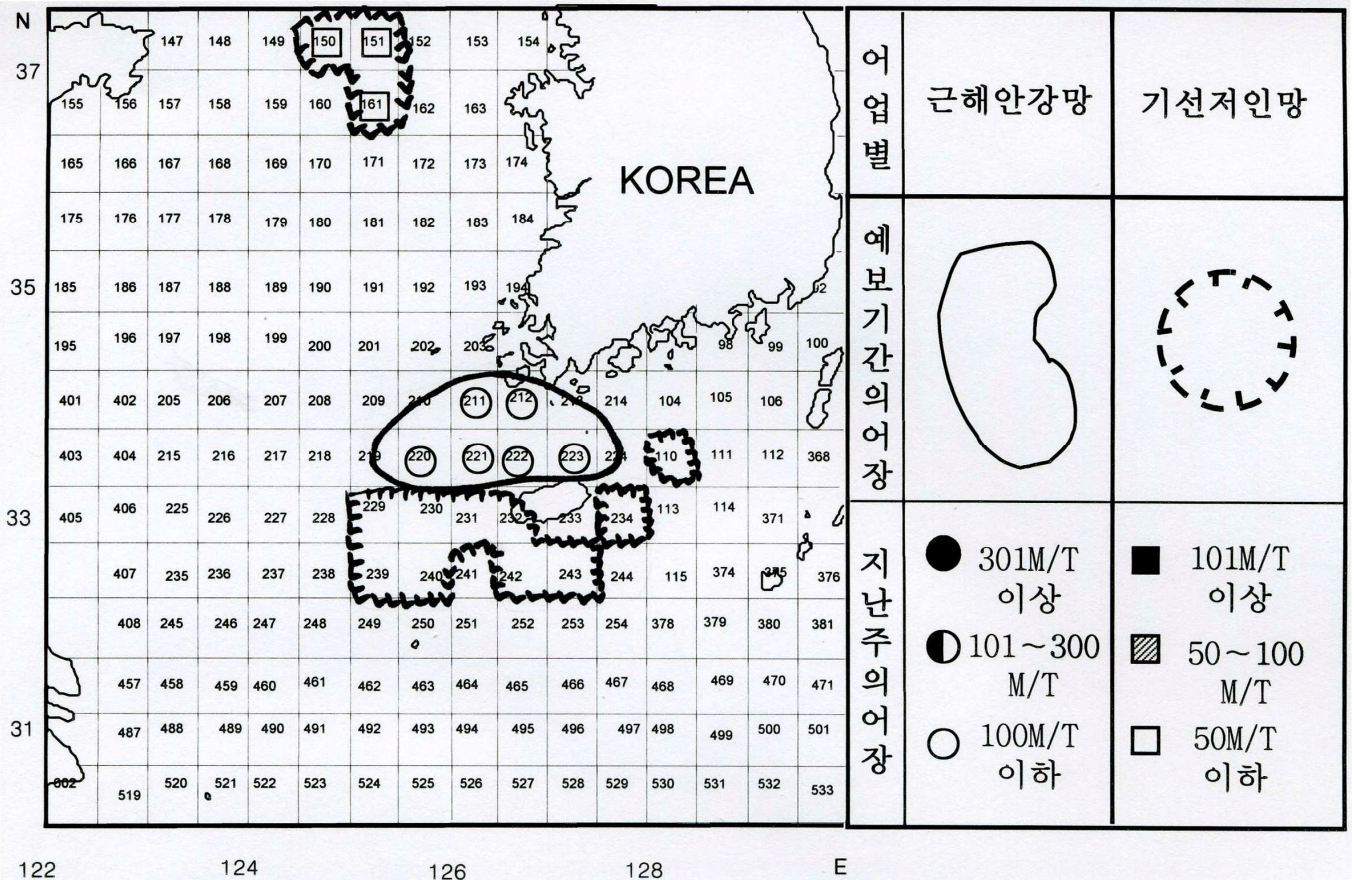 N
147 148 149 150 151 152 153 154
37
155 156 157 158 159 160 161 162 163
165 166 167 168 169 170 171 172 173 174
KOREA
175 176 177 178 179 180 181 182 183 184
35
185 186 187 188 189 190 191 192 193 194
195 196 197 198 199 200 201 202 203 98 99 100
401 402 205 206 207 208 209 210 211 212 213 214 104 105 106
403 404 215 216 217 218 219 220 221 222 223 224 110 111 112 368
33
405 406 225 226 227 228 229 230 231 232 233 234 113 114 371
407 235 236 237 238 239 240 241 242 243 244 115 374 375 376
408 245 246 247 248 249 250 251 252 253 254 378 379 380 381
457 458 459 460 461 462 463 464 465 466 467 468 469 470 471
31
487 488 489 490 491 492 493 494 495 496 497 498 499 500 501
519 520 521 522 523 524 525 526 527 528 529 530 531 532 533
122 124 126 128 E
어업별
근해안강망
기선저인망
예보기간의어장
지난주의어장
301M/T
이상
101~300
M/T
100M/T
이하
101M/T
이상
50~100
M/T
50M/T
이하